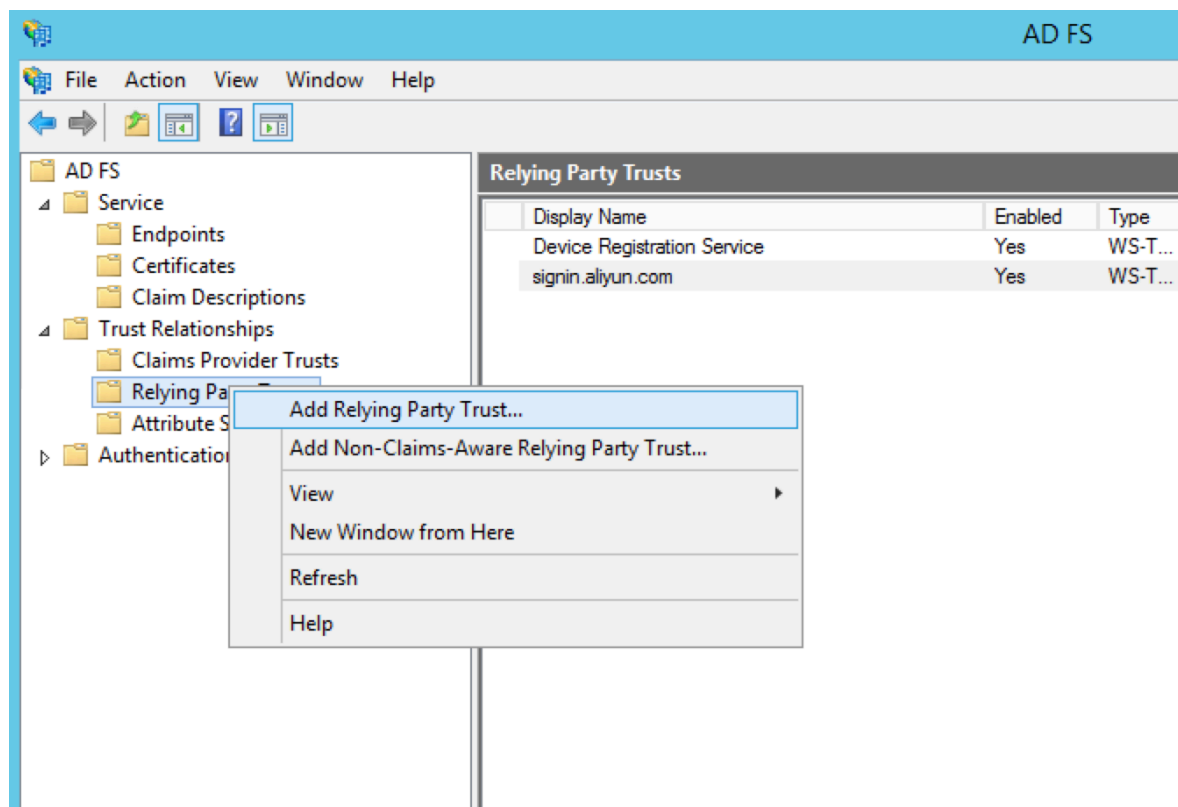 AD FS
File Action View Window Help
AD FS
Service
Endpoints
Certificates
Claim Descriptions
Trust Relationships
Claims Provider Trusts
Relying Pa
Attribute S
Authentication
Relying Party Trusts
Display Name Enabled Type
Device Registration Service Yes WS-T...
signin.aliyun.com Yes WS-T...
Add Relying Party Trust...
Add Non-Claims-Aware Relying Party Trust...
View
New Window from Here
Refresh
Help